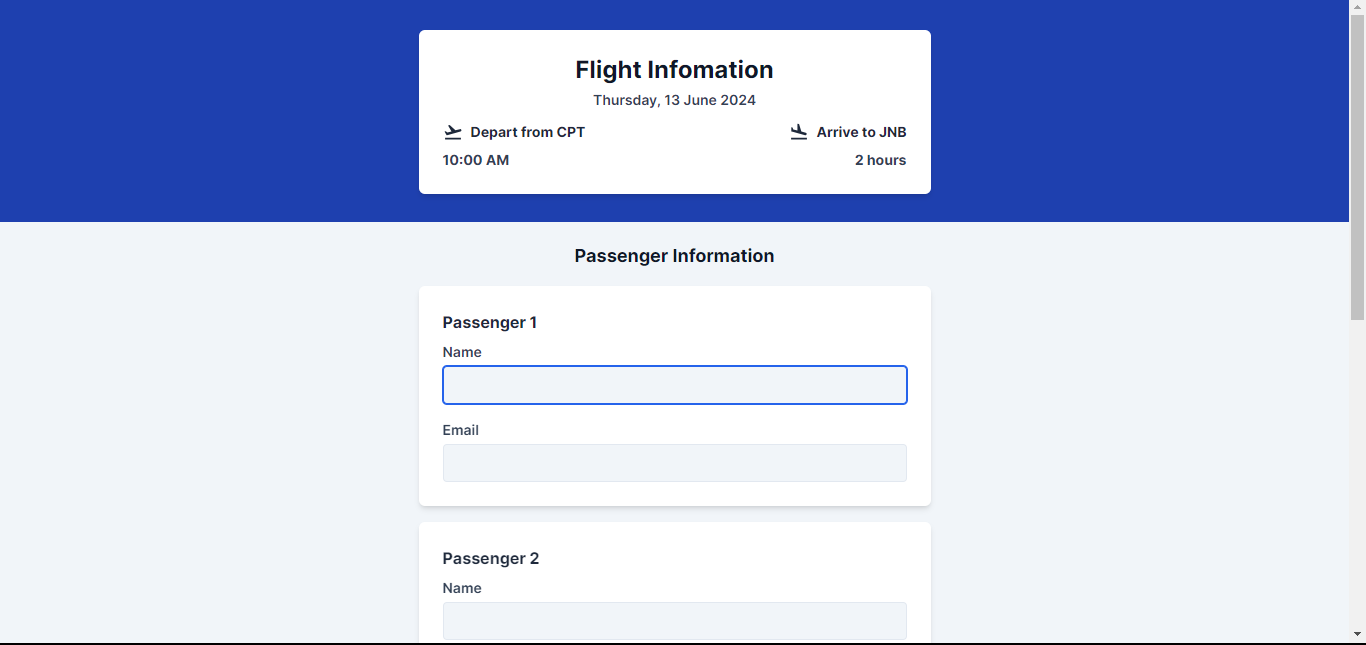 Flight Infomation
Thursday, 13 June 2024
Depart from CPT
Arrive to JNB
10:00 AM
2 hours
Passenger Information
Passenger 1
Name
Email
Passenger 2
Name